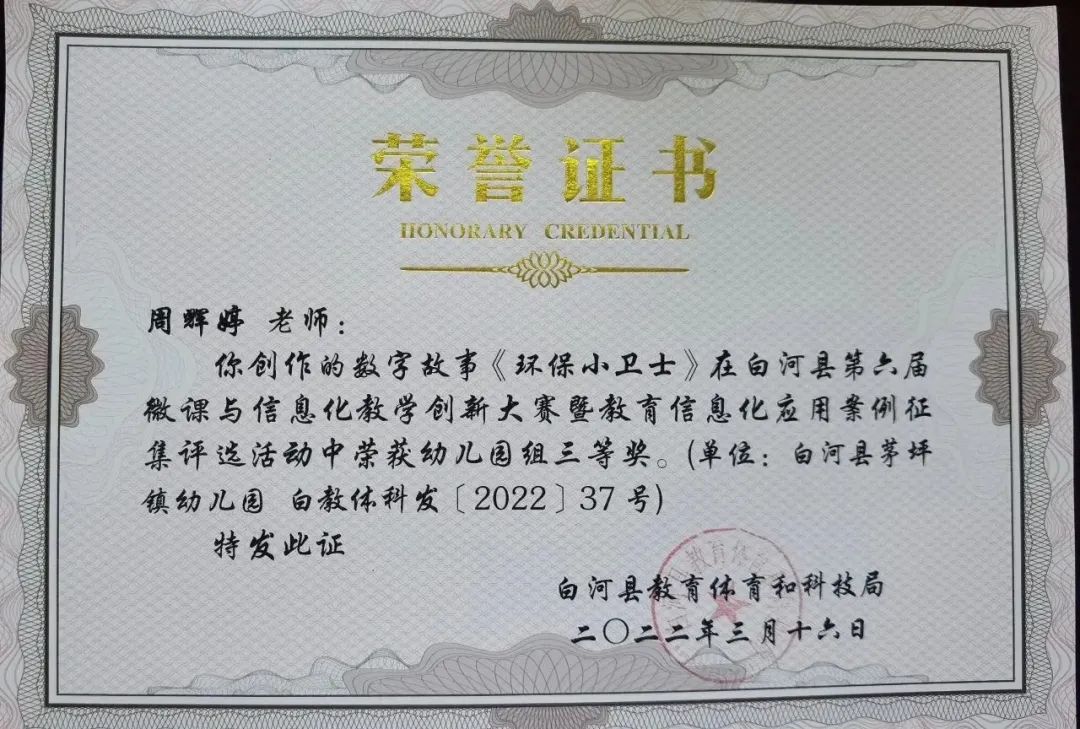 荣誉证书
HONORARY CREDENTIAL
周辉婷 老师：
你创作的数字故事《环保小卫士》在白河县第六届
微课与信息化教学创新大赛暨教育信息化应用案例征
集评选活动中荣获幼儿园组三等奖。(单位：白河县茅坪
镇幼儿园 白教体科发〔2022〕37 号)
特发此证
白河县教育体育和科技局
二〇二二年三月十六日